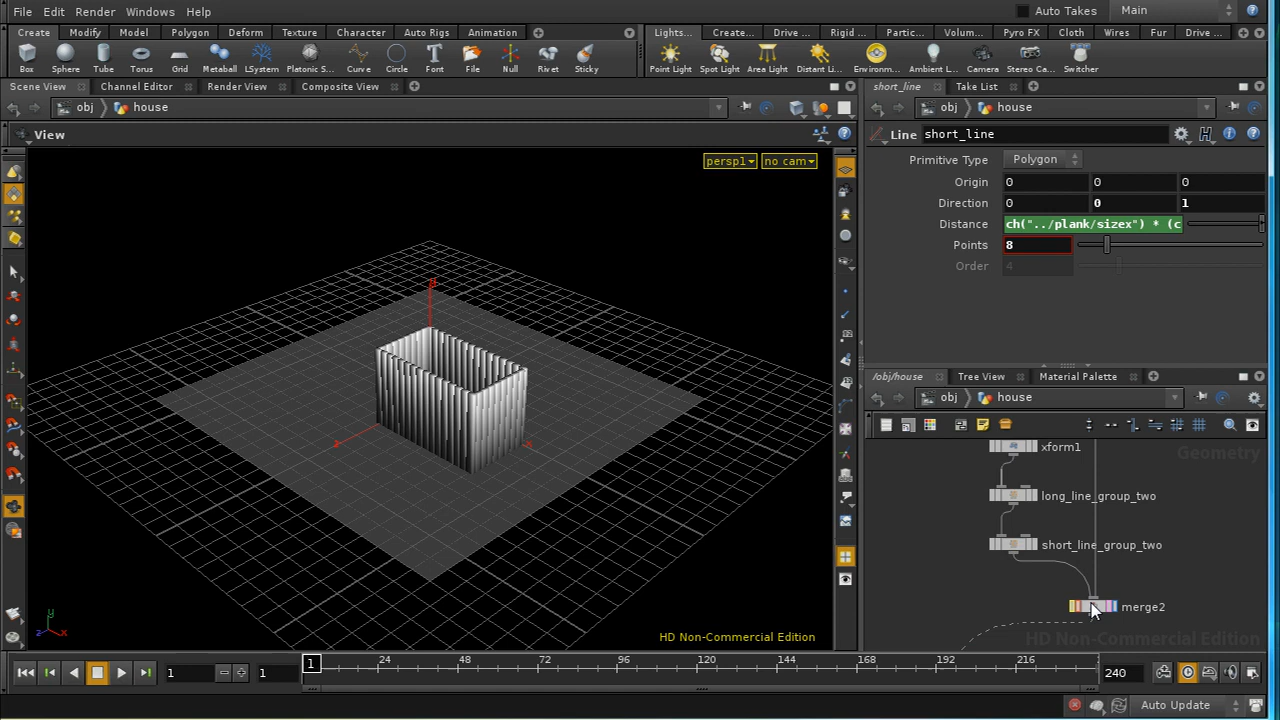 File Edit Render Windows Help Auto Takes Main
Create Modify Model Polygon Deform Texture Character Auto Rigs Animation
Lights... Create... Drive ... Rigid ... Partic... Volum... Pyro FX Cloth Wires Fur Drive ...
Box Sphere Tube Torus Grid Metaball LSystem Platonic S... Curve Circle Font File Null Rivet Sticky
Point Light Spot Light Area Light Distant Li... Environm... Ambient L... Camera Stereo Ca... Switcher
Scene View Channel Editor Render View Composite View
short_line Take List
obj house
obj house
View
Line short_line
persp1 no cam
Primitive Type Polygon
Origin 0 0 0
Direction 0 0 1
Distance ch("../plank/sizex") * (c
Points 8
Order 4
/obj/house Tree View Material Palette
obj house
xform1
Geometry
long_line_group_two
short_line_group_two
merge2
HD Non-Commercial Edition
HD Non-Commercial Edition
1 1 1 24 48 72 96 120 144 168 192 216 240
Auto Update